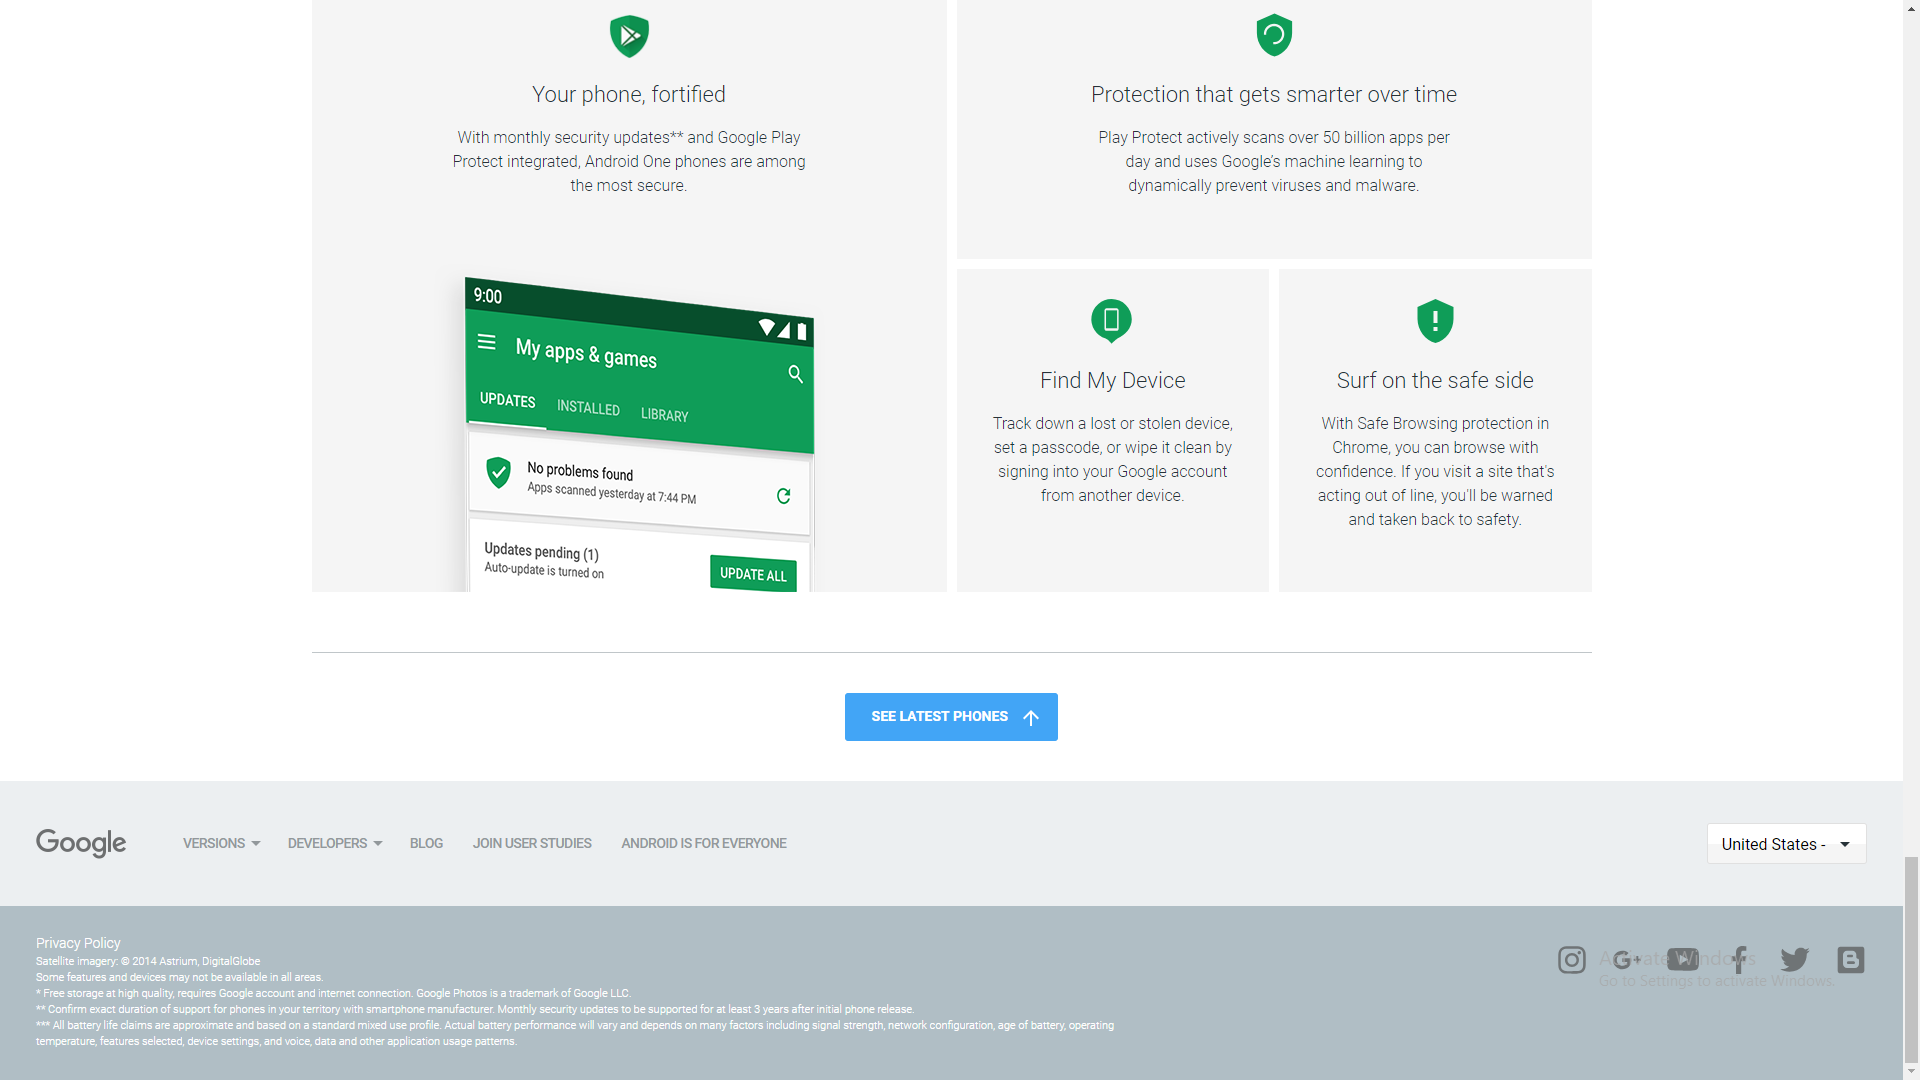 Your phone, fortified
With monthly security updates** and Google Play
Protect integrated, Android One phones are among
the most secure.
9:00
My apps & games
UPDATES INSTALLED LIBRARY
No problems found
Apps scanned yesterday at 7:44 PM
Updates pending (1)
Auto-update is turned on
UPDATE ALL
Protection that gets smarter over time
Play Protect actively scans over 50 billion apps per
day and uses Google’s machine learning to
dynamically prevent viruses and malware.
Find My Device
Track down a lost or stolen device,
set a passcode, or wipe it clean by
signing into your Google account
from another device.
Surf on the safe side
With Safe Browsing protection in
Chrome, you can browse with
confidence. If you visit a site that's
acting out of line, you'll be warned
and taken back to safety.
SEE LATEST PHONES
Google VERSIONS DEVELOPERS BLOG JOIN USER STUDIES ANDROID IS FOR EVERYONE United States -
Privacy Policy
Satellite imagery: © 2014 Astrium, DigitalGlobe
Some features and devices may not be available in all areas.
* Free storage at high quality, requires Google account and internet connection. Google Photos is a trademark of Google LLC.
** Confirm exact duration of support for phones in your territory with smartphone manufacturer. Monthly security updates to be supported for at least 3 years after initial phone release.
*** All battery life claims are approximate and based on a standard mixed use profile. Actual battery performance will vary and depends on many factors including signal strength, network configuration, age of battery, operating
temperature, features selected, device settings, and voice, data and other application usage patterns.
Activate Windows
Go to Settings to activate Windows.